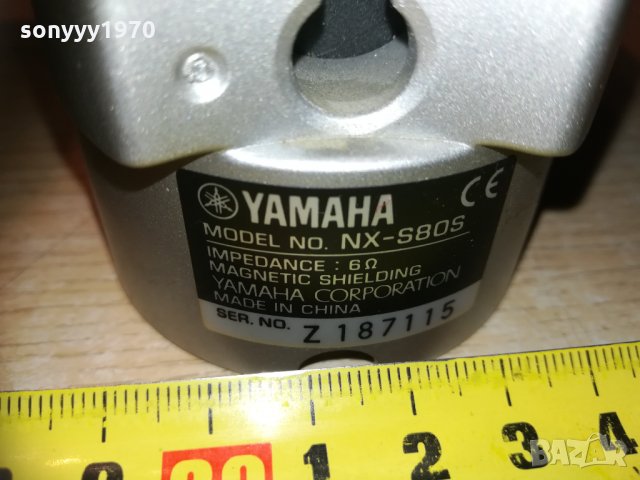 sonyyy1970
YAMAHA
MODEL NO. NX-S80S
IMPEDANCE : 6Ω
MAGNETIC SHIELDING
YAMAHA CORPORATION
MADE IN CHINA
SER. NO. Z 187115
CE
1 2 3 4
BAZAR